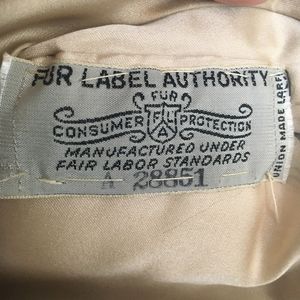 FUR LABEL AUTHORITY
FUR
CONSUMER FLA PROTECTION
MANUFACTURED UNDER
FAIR LABOR STANDARDS
A 28851
UNION MADE LABEL